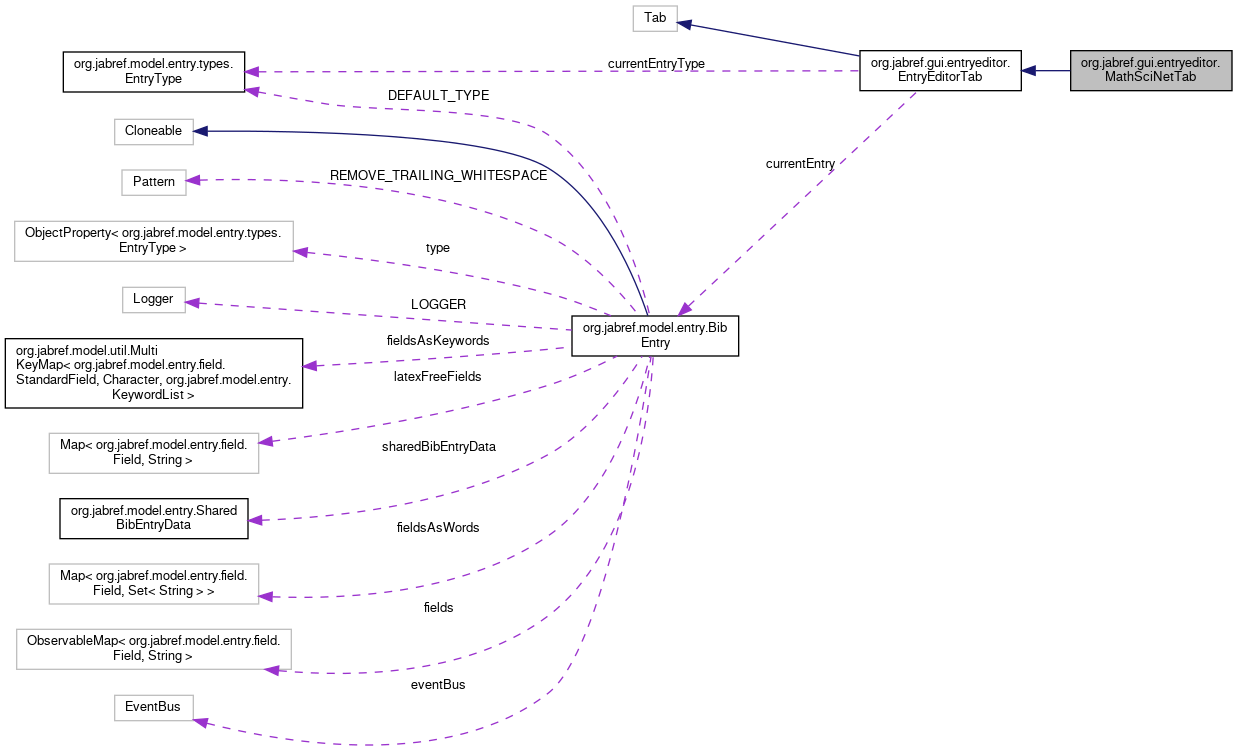 Tab
org.jabref.model.entry.types.
EntryType
currentEntryType
org.jabref.gui.entryeditor.
EntryEditorTab
org.jabref.gui.entryeditor.
MathSciNetTab
DEFAULT_TYPE
Cloneable
currentEntry
Pattern
REMOVE_TRAILING_WHITESPACE
ObjectProperty< org.jabref.model.entry.types.
EntryType >
type
Logger
LOGGER
org.jabref.model.entry.Bib
Entry
org.jabref.model.util.Multi
KeyMap< org.jabref.model.entry.field.
StandardField, Character, org.jabref.model.entry.
KeywordList >
fieldsAsKeywords
latexFreeFields
Map< org.jabref.model.entry.field.
Field, String >
sharedBibEntryData
org.jabref.model.entry.Shared
BibEntryData
fieldsAsWords
Map< org.jabref.model.entry.field.
Field, Set< String > >
fields
ObservableMap< org.jabref.model.entry.field.
Field, String >
eventBus
EventBus